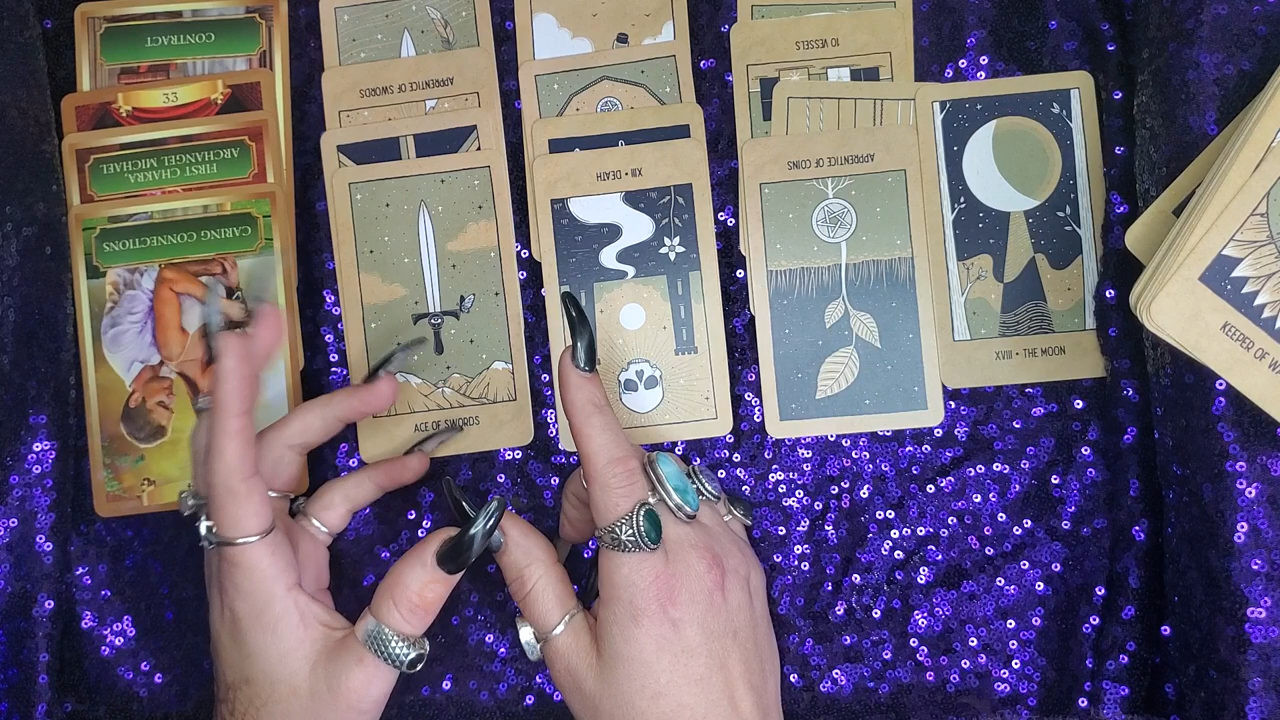 CONTRACT
33
FIRST CHAKRA,
ARCHANGEL MICHAEL
CARING CONNECTIONS
APPRENTICE OF SWORDS
ACE OF SWORDS
XIII • DEATH
10 VESSELS
APPRENTICE OF COINS
XVIII • THE MOON
KEEPER OF